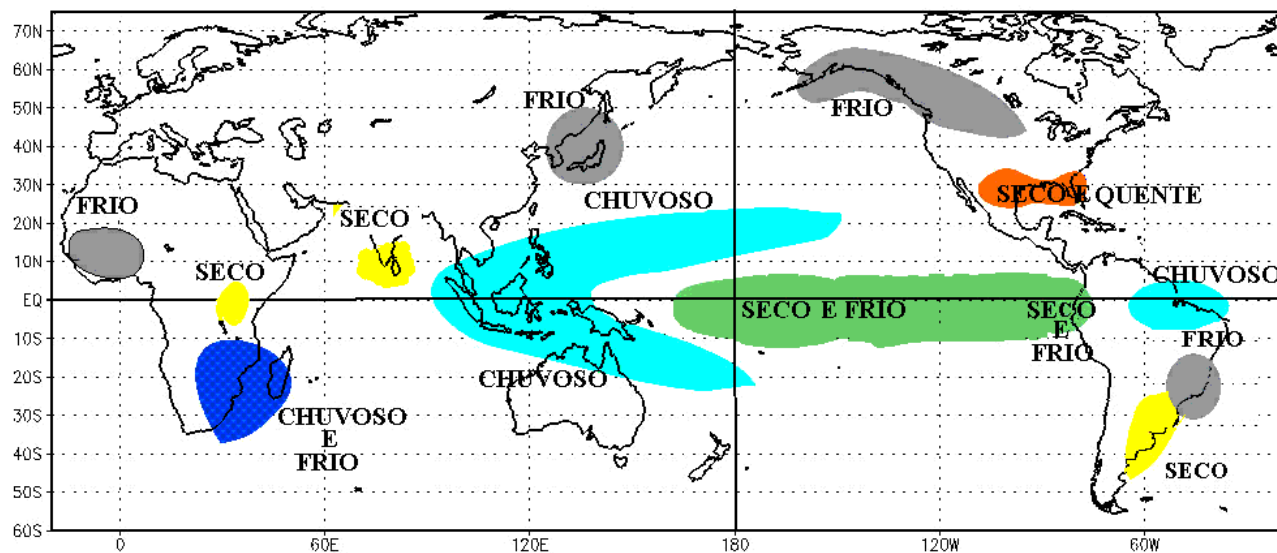 70N
60N
50N
40N
30N
20N
10N
EQ
10S
20S
30S
40S
50S
60S
FRIO
FRIO
CHUVOSO
SECO E QUENTE
FRIO
SECO
SECO
CHUVOSO
SECO E FRIO
SECO
E
FRIO
FRIO
CHUVOSO
CHUVOSO
E
FRIO
SECO
0
60E
120E
180
120W
60W